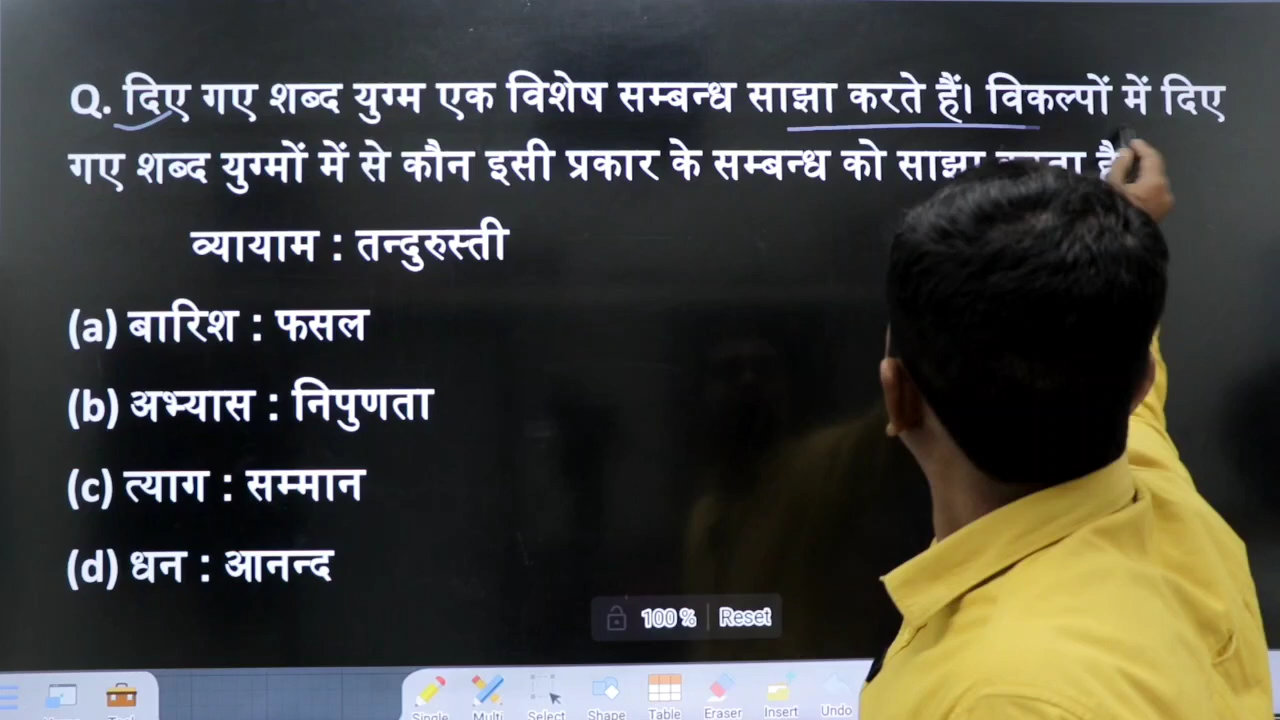 Q. दिए गए शब्द युग्म एक विशेष सम्बन्ध साझा करते हैं। विकल्पों में दिए
गए शब्द युग्मों में से कौन इसी प्रकार के सम्बन्ध को साझा करता है
व्यायाम : तन्दुरुस्ती
(a) बारिश : फसल
(b) अभ्यास : निपुणता
(c) त्याग : सम्मान
(d) धन : आनन्द
100 % Reset
Single Multi Select Shape Table Eraser Insert Undo